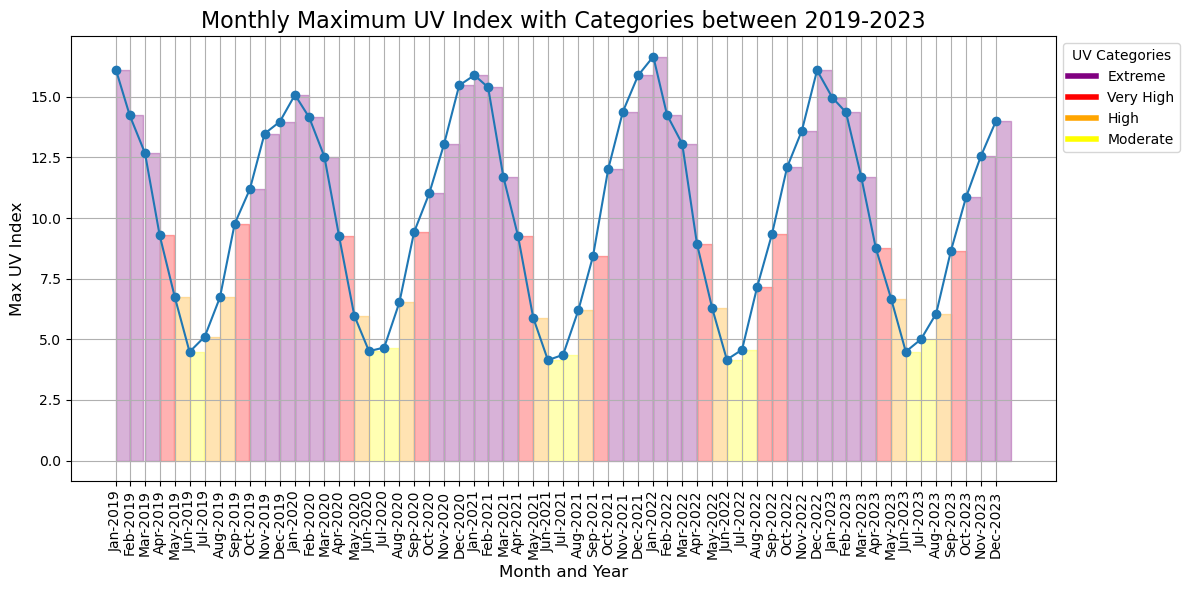 Monthly Maximum UV Index with Categories between 2019-2023
UV Categories
Extreme
Very High
High
Moderate
Max UV Index
15.0
12.5
10.0
7.5
5.0
2.5
0.0
Jan-2019
Feb-2019
Mar-2019
Apr-2019
May-2019
Jun-2019
Jul-2019
Aug-2019
Sep-2019
Oct-2019
Nov-2019
Dec-2019
Jan-2020
Feb-2020
Mar-2020
Apr-2020
May-2020
Jun-2020
Jul-2020
Aug-2020
Sep-2020
Oct-2020
Nov-2020
Dec-2020
Jan-2021
Feb-2021
Mar-2021
Apr-2021
May-2021
Jun-2021
Jul-2021
Aug-2021
Sep-2021
Oct-2021
Nov-2021
Dec-2021
Jan-2022
Feb-2022
Mar-2022
Apr-2022
May-2022
Jun-2022
Jul-2022
Aug-2022
Sep-2022
Oct-2022
Nov-2022
Dec-2022
Jan-2023
Feb-2023
Mar-2023
Apr-2023
May-2023
Jun-2023
Jul-2023
Aug-2023
Sep-2023
Oct-2023
Nov-2023
Dec-2023
Month and Year